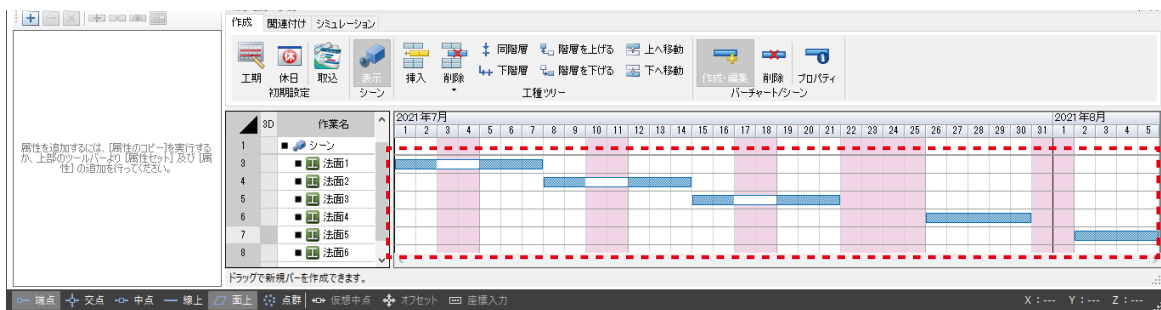 作成 関連付け シミュレーション
工期 休日 取込 表示 挿入 削除 同階層 階層を上げる 上へ移動 作成・編集 削除 プロパティ
下階層 階層を下げる 下へ移動
初期設定 シーン 工種ツリー バーチャート/シーン
3D 作業名 2021年7月 2021年8月
1 2 3 4 5 6 7 8 9 10 11 12 13 14 15 16 17 18 19 20 21 22 23 24 25 26 27 28 29 30 31 1 2 3 4 5
1 シーン
3 法面1
4 法面2
5 法面3
6 法面4
7 法面5
8 法面6
属性を追加するには、[属性のコピー]を実行する
か、上部のツールバーより [属性セット] 及び [属
性] の追加を行ってください。
ドラッグで新規バーを作成できます。
端点 交点 中点 線上 面上 点群 仮想中点 オフセット 座標入力 X : --- Y : --- Z : ---